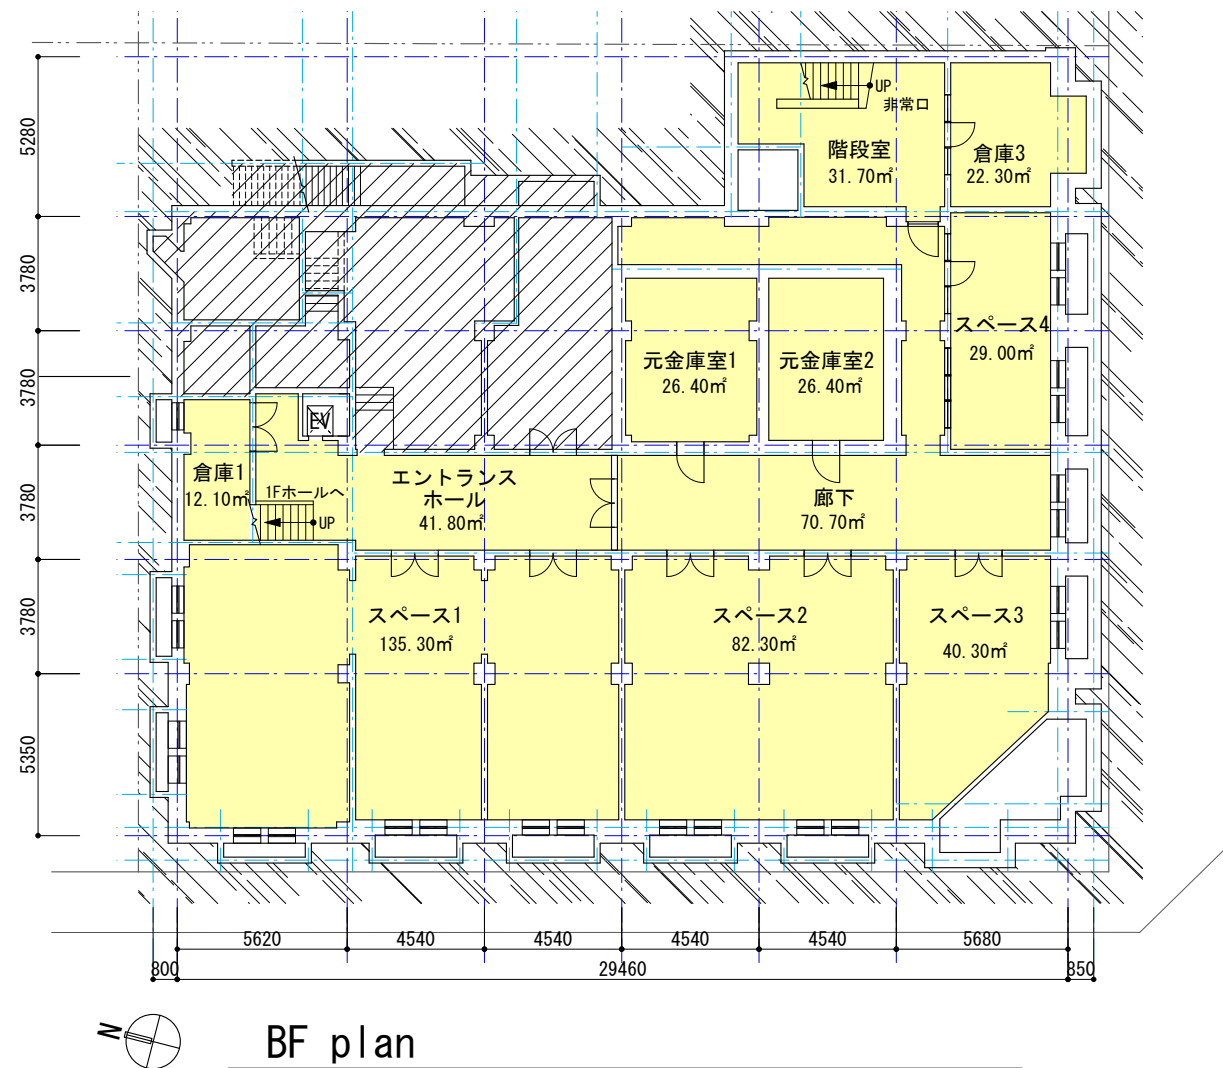 UP
非常口
5280
階段室
31.70㎡
倉庫3
22.30㎡
3780
スペース4
29.00㎡
元金庫室1
26.40㎡
元金庫室2
26.40㎡
3780
EV
倉庫1
12.10㎡
1Fホールへ
UP
エントランス
ホール
41.80㎡
廊下
70.70㎡
3780
3780
スペース1
135.30㎡
スペース2
82.30㎡
スペース3
40.30㎡
5350
5620
4540
4540
4540
4540
5680
800
29460
850
N
BF plan